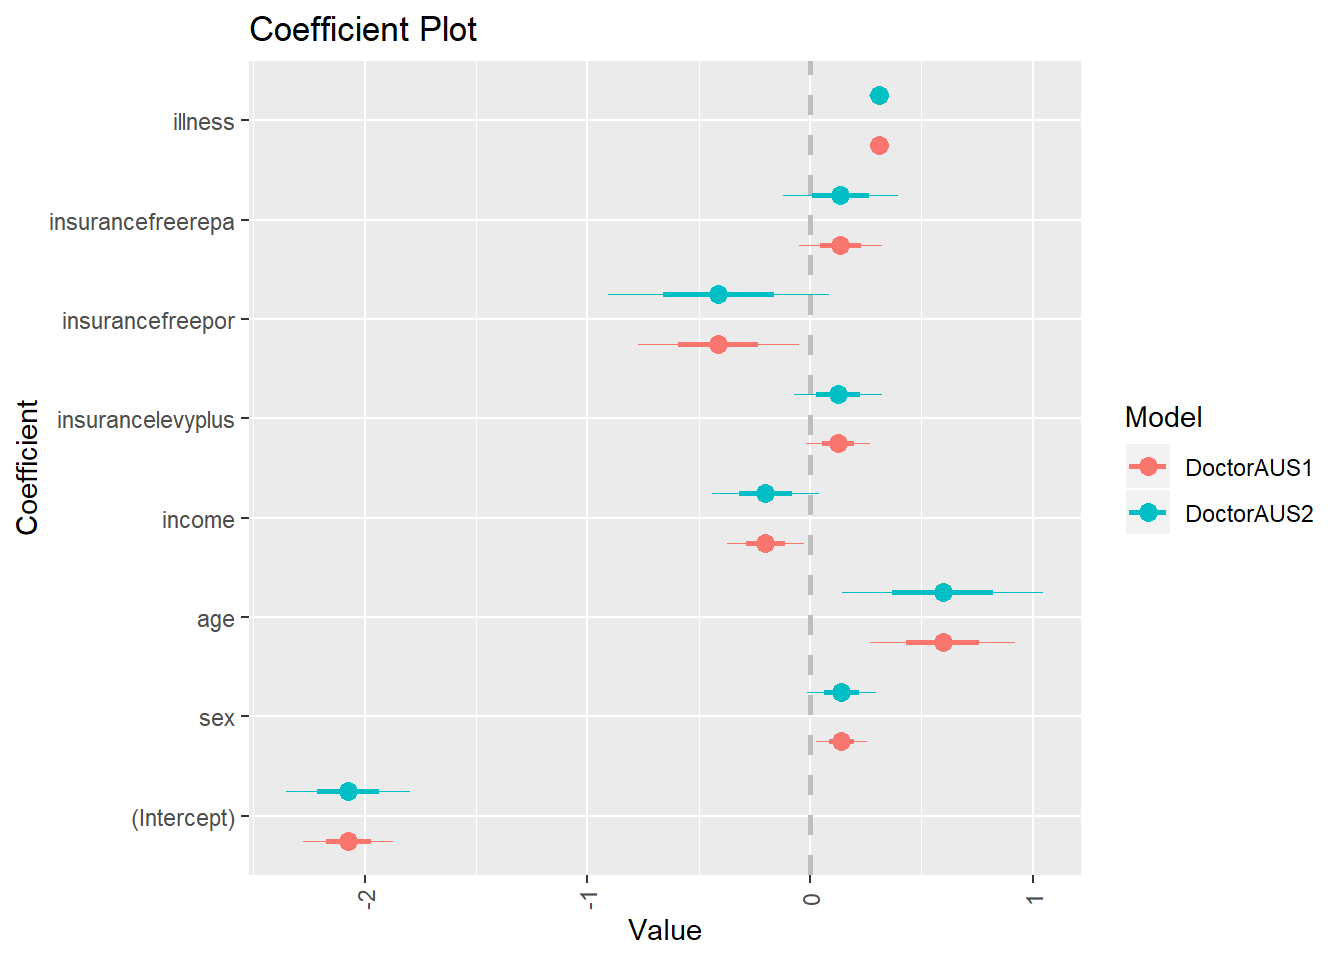 Coefficient Plot
illness
insurancefreerepa
insurancefreepor
insurancelevyplus
income
age
sex
(Intercept)
Coefficient
-2
-1
0
1
Value
Model
DoctorAUS1
DoctorAUS2